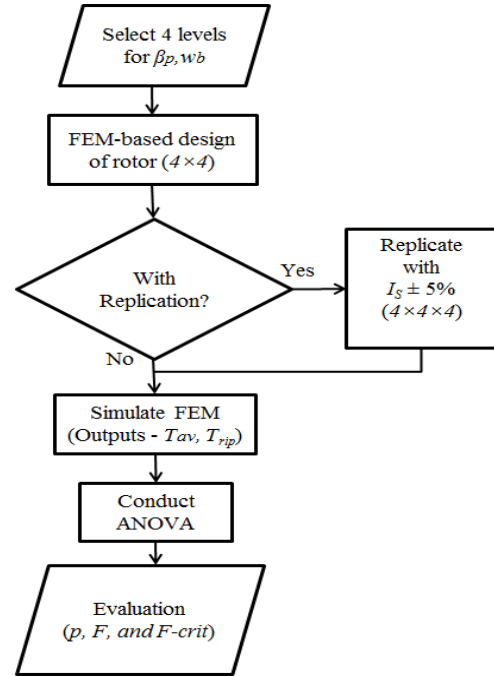 Select 4 levels
for βp, wb
FEM-based design
of rotor (4×4)
With
Replication?
Yes
Replicate
with
IS ± 5%
(4×4×4)
No
Simulate FEM
(Outputs - Tav, Trip)
Conduct
ANOVA
Evaluation
(p, F, and F-crit)